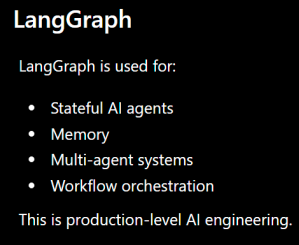 LangGraph
LangGraph is used for:
• Stateful AI agents
• Memory
• Multi-agent systems
• Workflow orchestration
This is production-level AI engineering.